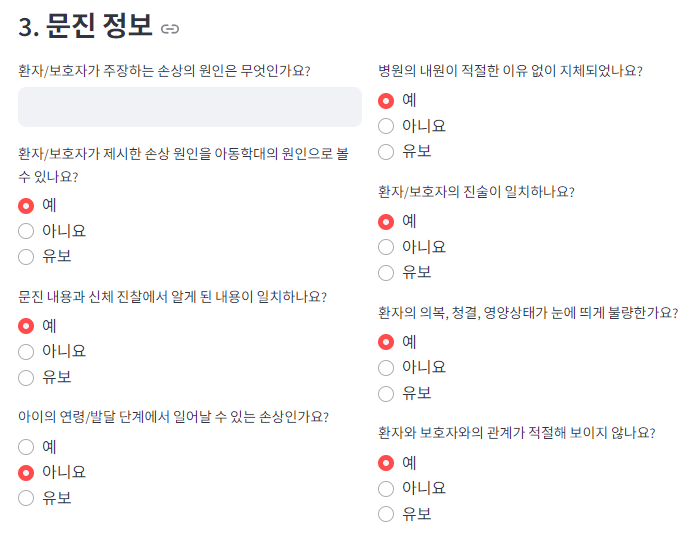 3. 문진 정보
환자/보호자가 주장하는 손상의 원인은 무엇인가요?
환자/보호자가 제시한 손상 원인을 아동학대의 원인으로 볼
수 있나요?
예
아니요
유보
문진 내용과 신체 진찰에서 알게 된 내용이 일치하나요?
예
아니요
유보
아이의 연령/발달 단계에서 일어날 수 있는 손상인가요?
예
아니요
유보
병원의 내원이 적절한 이유 없이 지체되었나요?
예
아니요
유보
환자/보호자의 진술이 일치하나요?
예
아니요
유보
환자의 의복, 청결, 영양상태가 눈에 띄게 불량한가요?
예
아니요
유보
환자와 보호자와의 관계가 적절해 보이지 않나요?
예
아니요
유보